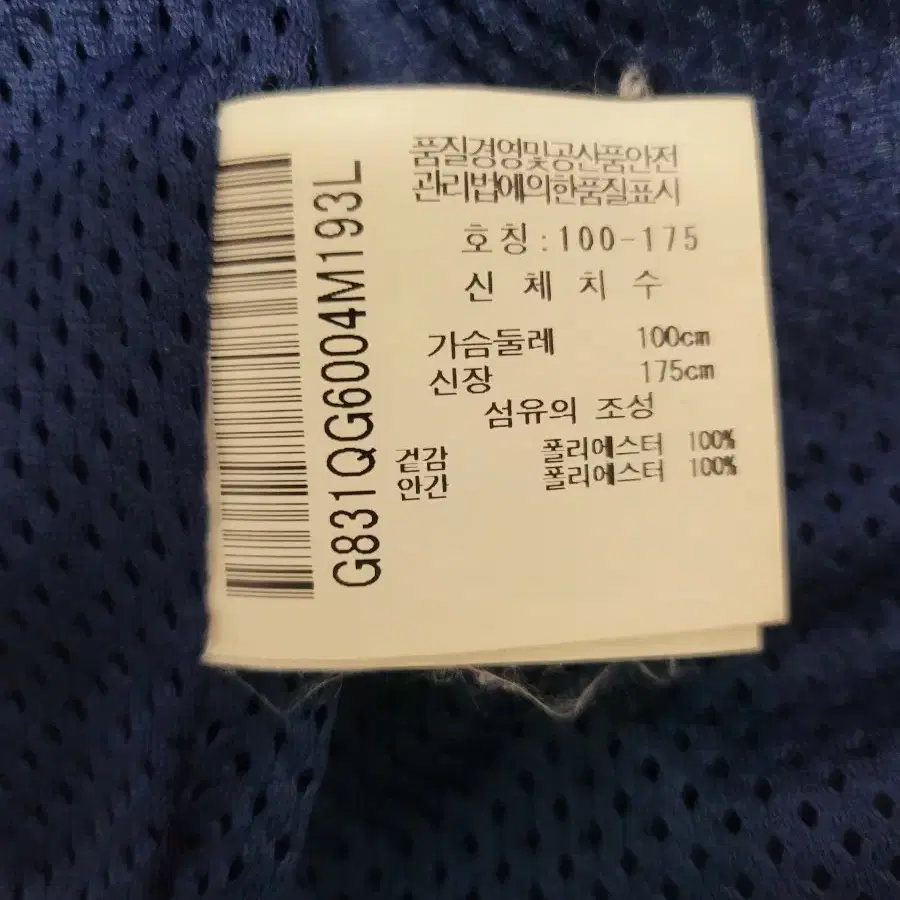 품질경영및공산품안전
관리법에의한품질표시
호칭:100-175
신체치수
가슴둘레 100cm
신장 175cm
섬유의 조성
겉감 폴리에스터 100%
안간 폴리에스터 100%
G831QG6004M193L